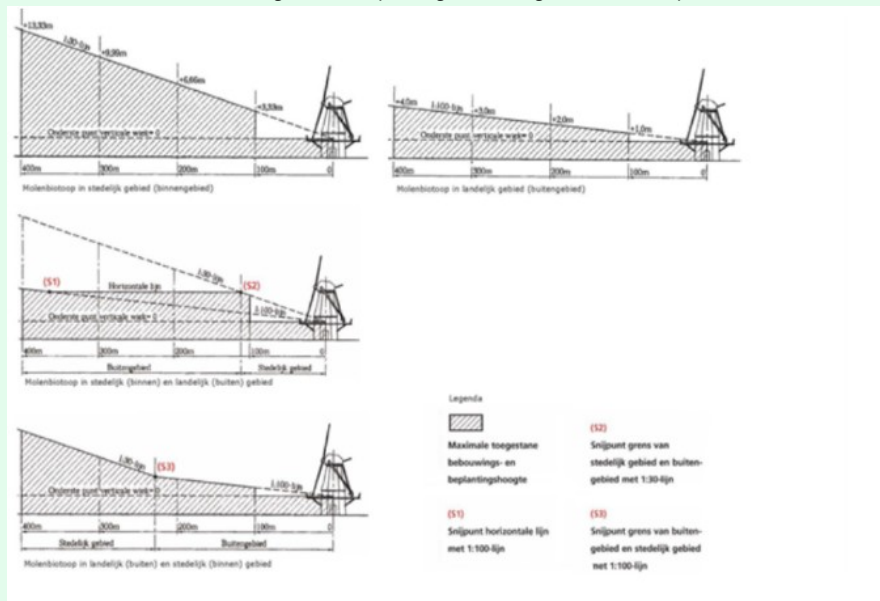 +13,33m
1:30-lijn
+9,99m
+6,66m
+3,33m
Onderste punt verticale wiek= 0
400m 300m 200m 100m 0
Molenbiotoop in stedelijk gebied (binnengebied)
+4,0m
1:100-lijn
+3,0m
+2,0m
+1,0m
Onderste punt verticale wiek= 0
400m 300m 200m 100m 0
Molenbiotoop in landelijk gebied (buitengebied)
1:30-lijn
(S1)
Horizontale lijn
(S2)
1:100-lijn
Onderste punt verticale wiek= 0
400m 300m 200m 100m 0
Buitengebied Stedelijk gebied
Molenbiotoop in stedelijk (binnen) en landelijk (buiten) gebied
1:30-lijn
(S3)
1:100-lijn
Onderste punt verticale wiek= 0
400m 300m 200m 100m 0
Stedelijk gebied Buitengebied
Molenbiotoop in landelijk (buiten) en stedelijk (binnen) gebied
Legenda
Maximale toegestane
bebouwings- en
beplantingshoogte
(S2)
Snijpunt grens van
stedelijk gebied en buiten-
gebied met 1:30-lijn
(S1)
Snijpunt horizontale lijn
met 1:100-lijn
(S3)
Snijpunt grens van buiten-
gebied en stedelijk gebied
net 1:100-lijn